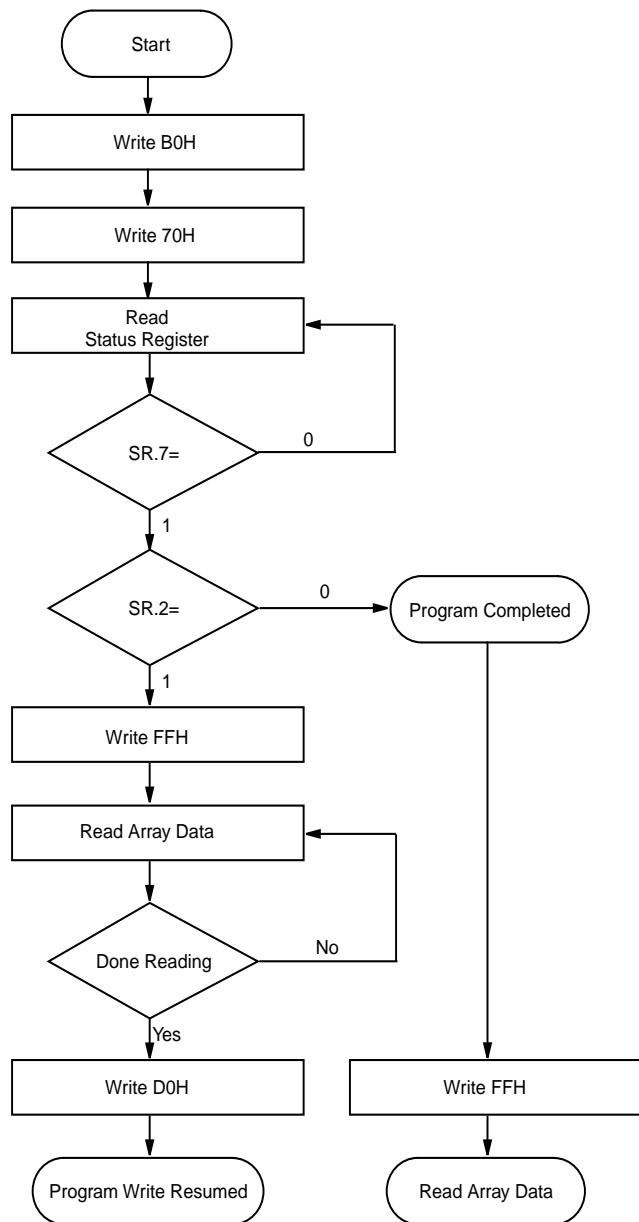 Start
Write B0H
Write 70H
Read
Status Register
SR.7=
0
1
SR.2=
0
Program Completed
1
Write FFH
Read Array Data
Done Reading
No
Yes
Write D0H
Write FFH
Program Write Resumed
Read Array Data